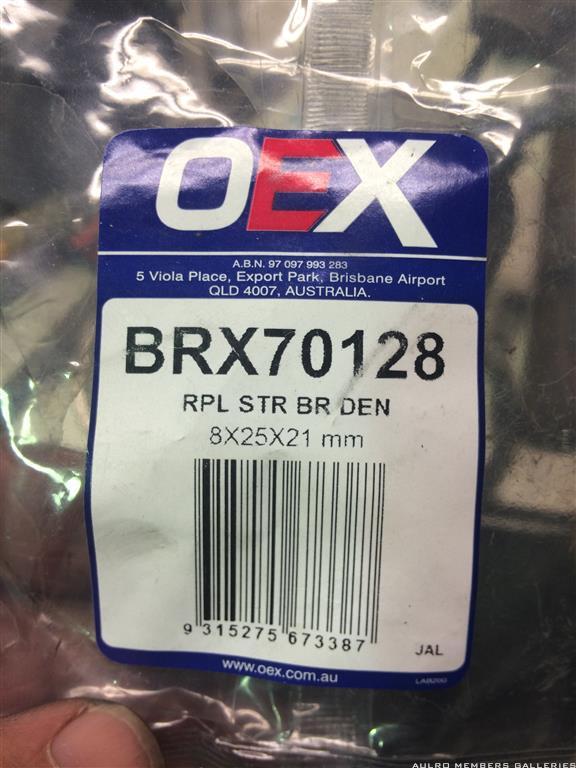 OEX
A.B.N. 97 097 993 283
5 Viola Place, Export Park, Brisbane Airport
QLD 4007, AUSTRALIA.
BRX70128
RPL STR BR DEN
8X25X21 mm
9 315275 673387
JAL
www.oex.com.au
LAB200
AULRO MEMBERS GALLERIES